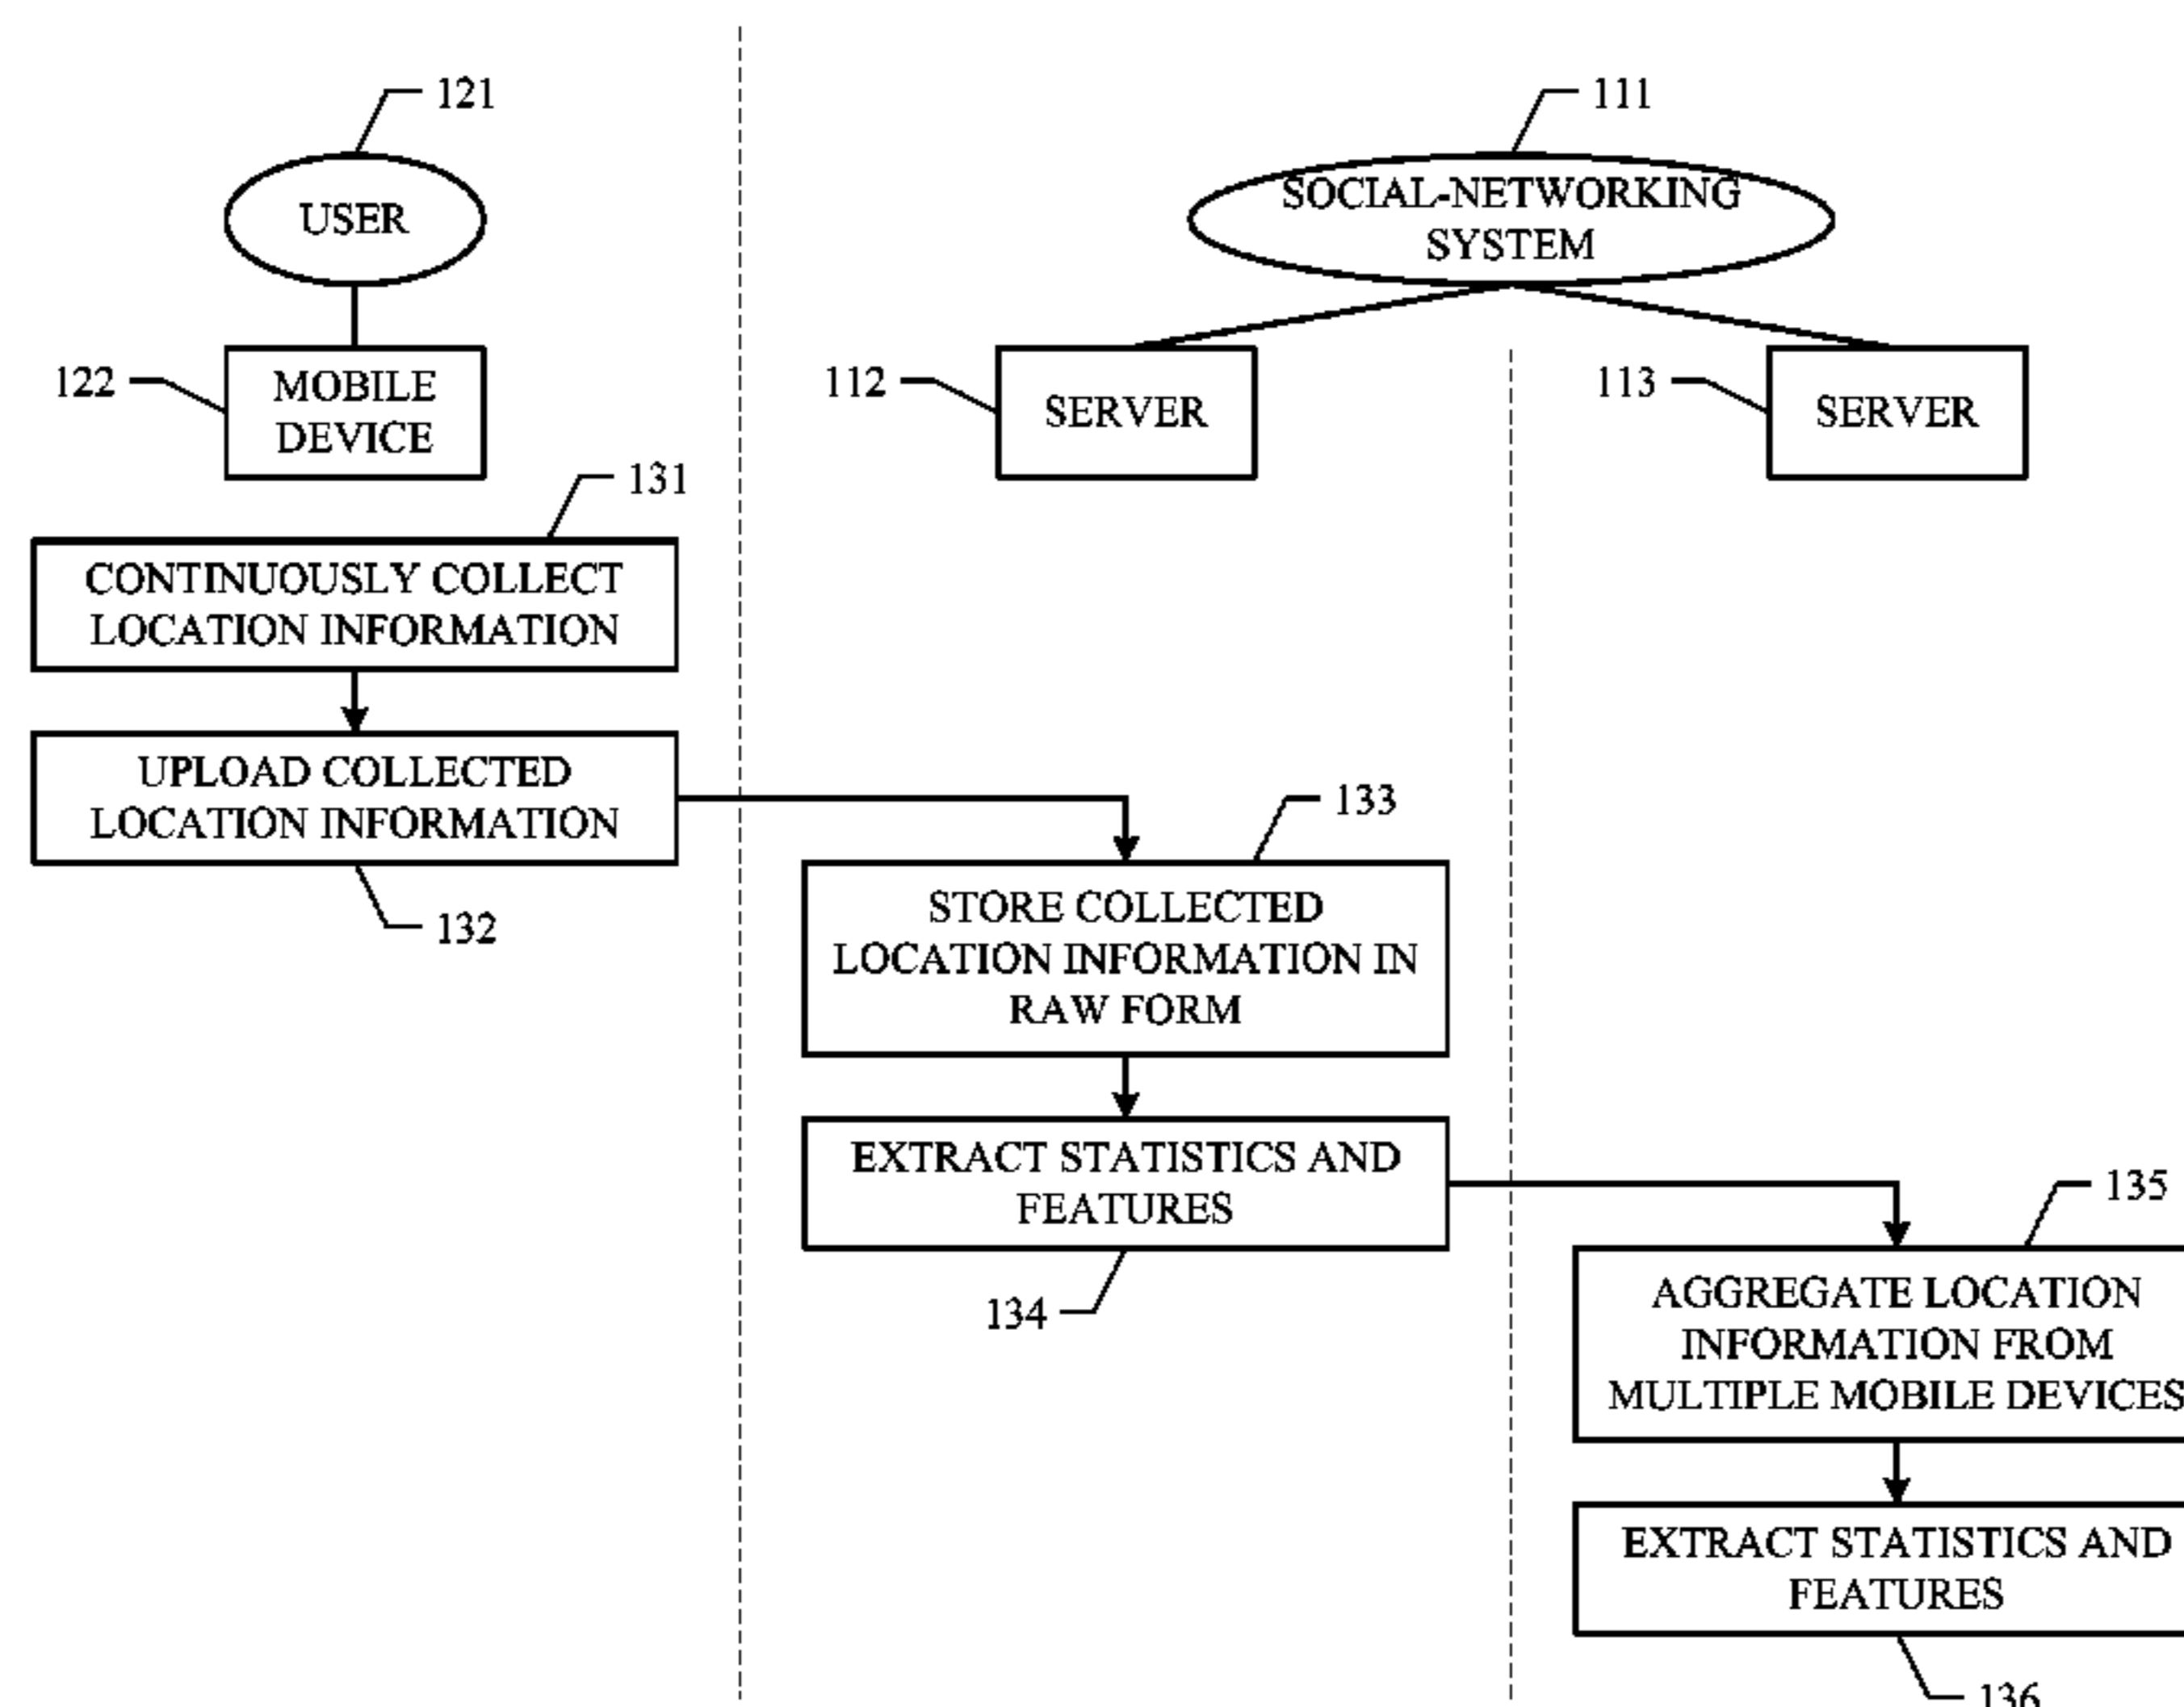 121
111
USER
SOCIAL-NETWORKING
SYSTEM
122
MOBILE
DEVICE
112
SERVER
113
SERVER
131
CONTINUOUSLY COLLECT
LOCATION INFORMATION
UPLOAD COLLECTED
LOCATION INFORMATION
132
133
STORE COLLECTED
LOCATION INFORMATION IN
RAW FORM
EXTRACT STATISTICS AND
FEATURES
134
135
AGGREGATE LOCATION
INFORMATION FROM
MULTIPLE MOBILE DEVICES
EXTRACT STATISTICS AND
FEATURES
136